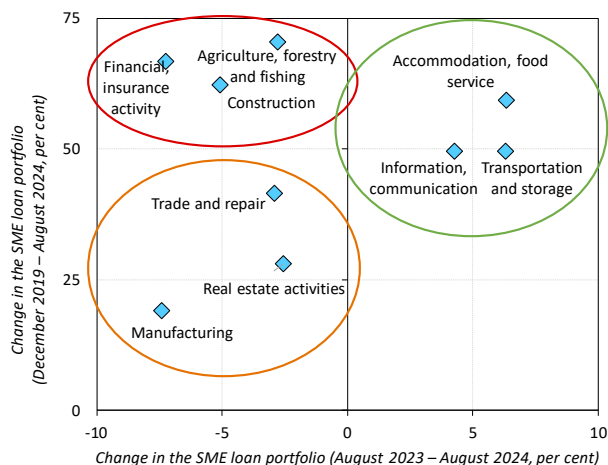 75
50
25
0
-10
-5
0
5
10
Change in the SME loan portfolio
(December 2019 – August 2024, per cent)
Financial,
insurance
activity
Agriculture, forestry
and fishing
Construction
Accommodation, food
service
Information,
communication
Transportation
and storage
Trade and repair
Real estate activities
Manufacturing
Change in the SME loan portfolio (August 2023 – August 2024, per cent)